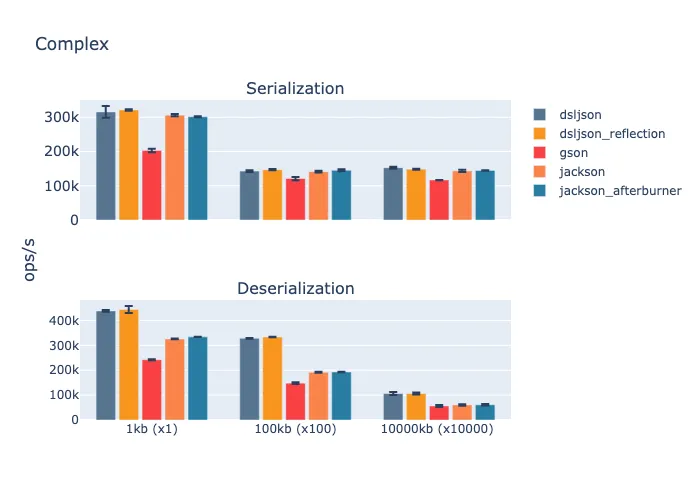 Complex
Serialization
300k
200k
100k
0
dsljson
dsljson_reflection
gson
jackson
jackson_afterburner
ops/s
Deserialization
400k
300k
200k
100k
0
1kb (x1)
100kb (x100)
10000kb (x10000)